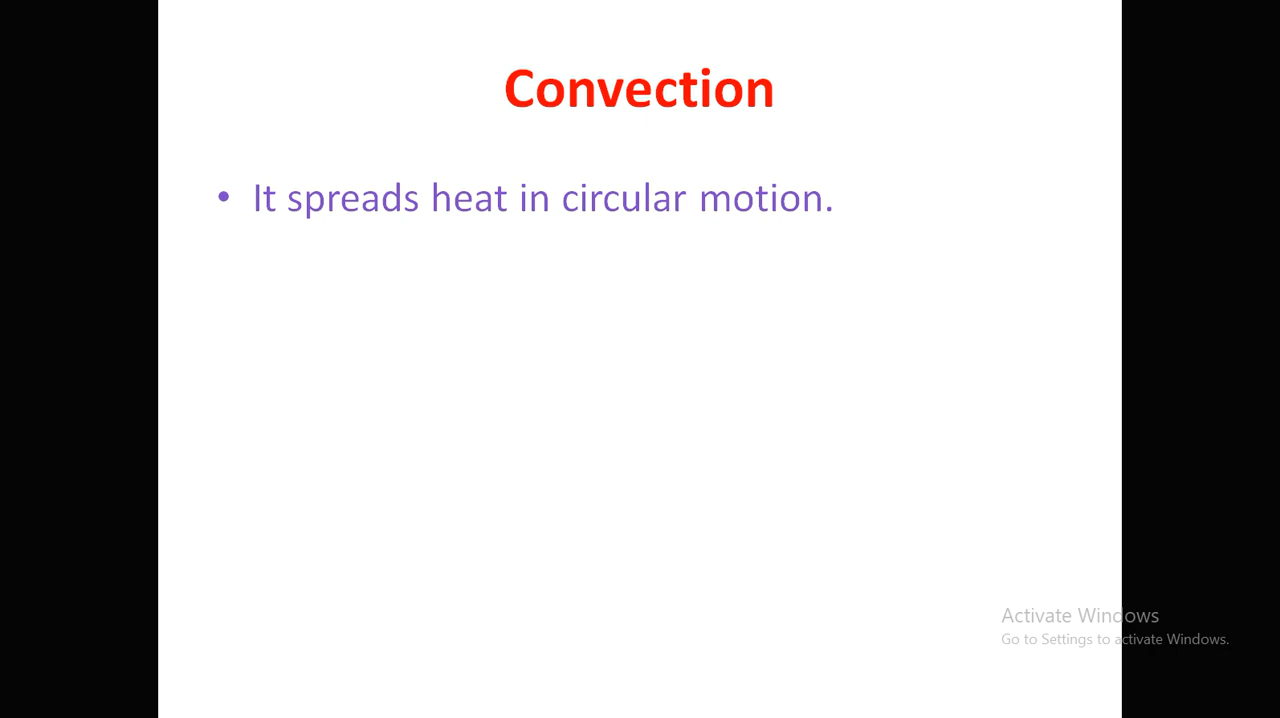 Convection
• It spreads heat in circular motion.
Activate Windows
Go to Settings to activate Windows.